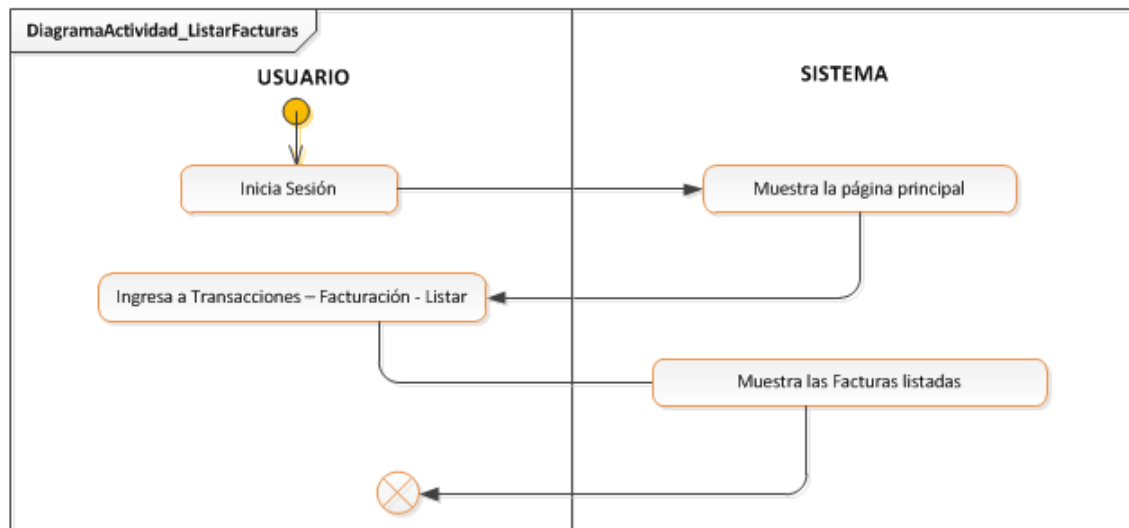 DiagramaActividad_ListarFacturas
USUARIO
SISTEMA
Inicia Sesión
Muestra la página principal
Ingresa a Transacciones – Facturación - Listar
Muestra las Facturas listadas